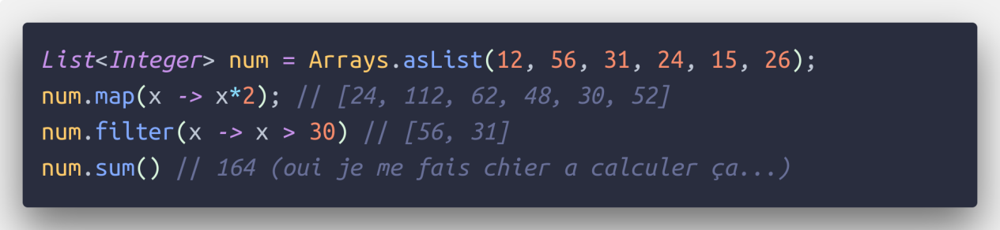 List<Integer> num = Arrays.asList(12, 56, 31, 24, 15, 26);
num.map(x -> x*2); // [24, 112, 62, 48, 30, 52]
num.filter(x -> x > 30) // [56, 31]
num.sum() // 164 (oui je me fais chier a calculer ça...)